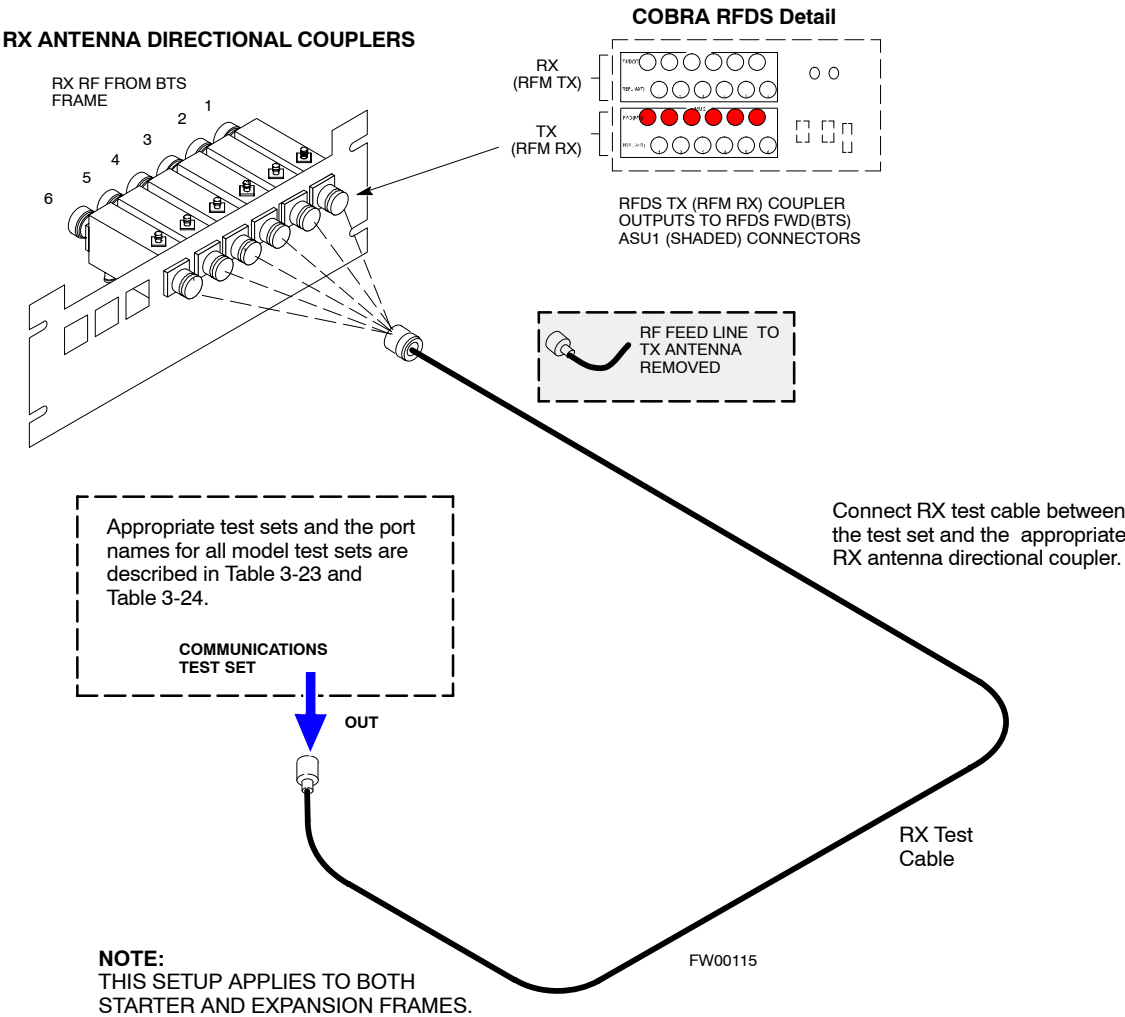 COBRA RFDS Detail
RX ANTENNA DIRECTIONAL COUPLERS
RX RF FROM BTS
FRAME
1
2
3
4
5
6
RX
(RFM TX)
TX
(RFM RX)
RFDS TX (RFM RX) COUPLER
OUTPUTS TO RFDS FWD(BTS)
ASU1 (SHADED) CONNECTORS
RF FEED LINE TO
TX ANTENNA
REMOVED
Connect RX test cable between
the test set and the appropriate
RX antenna directional coupler.
Appropriate test sets and the port
names for all model test sets are
described in Table 3-23 and
Table 3-24.
COMMUNICATIONS
TEST SET
OUT
RX Test
Cable
FW00115
NOTE:
THIS SETUP APPLIES TO BOTH
STARTER AND EXPANSION FRAMES.